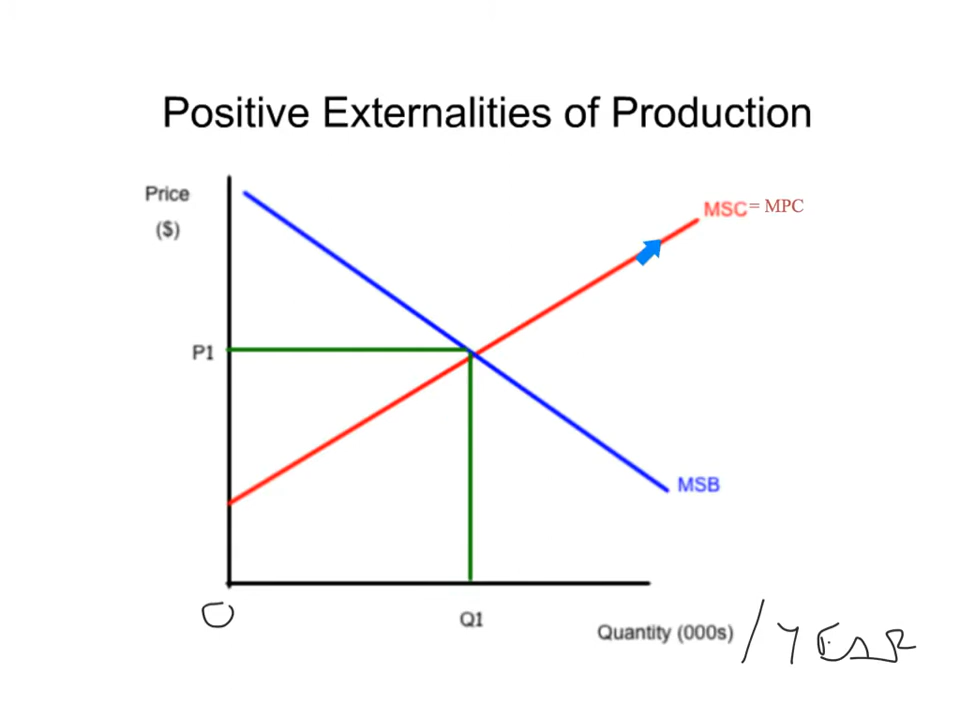 Positive Externalities of Production
Price
($)
MSC = MPC
P1
MSB
0
Q1
Quantity (000s) / YEAR